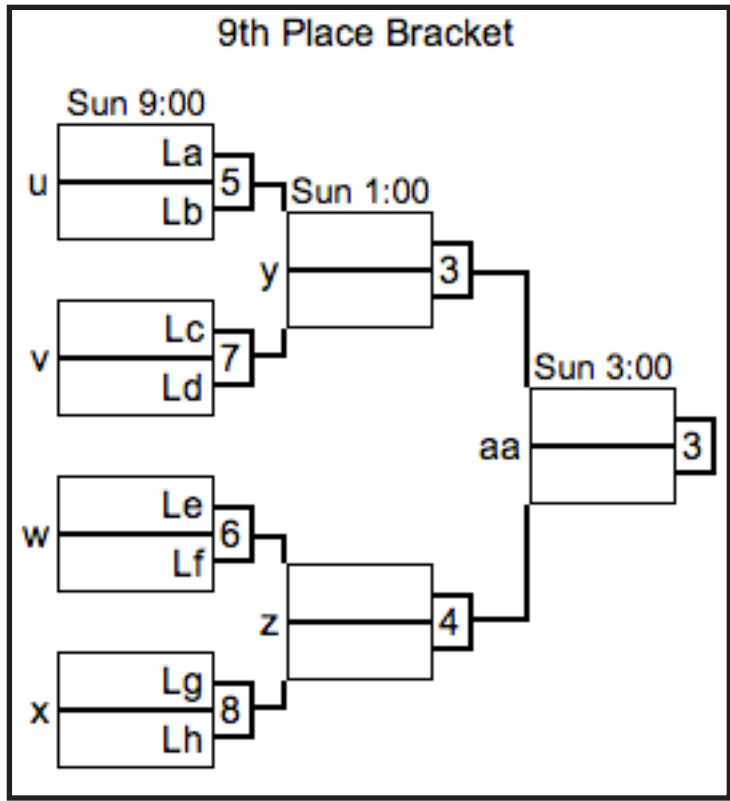 9th Place Bracket
Sun 9:00
La
u 5
Lb
Sun 1:00
y 3
Lc
v 7
Ld
Sun 3:00
aa 3
Le
w 6
Lf
z 4
Lg
x 8
Lh